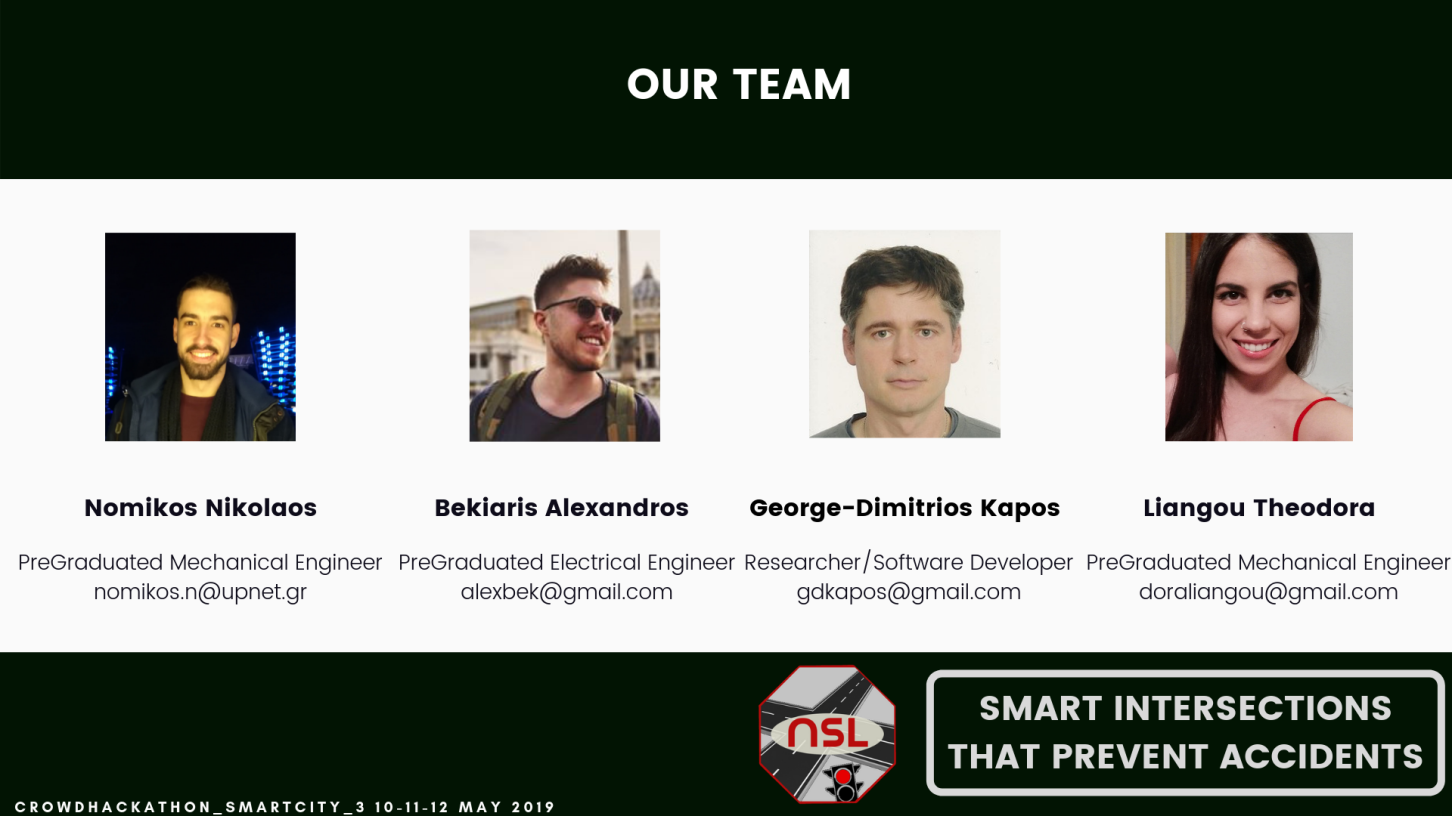 OUR TEAM
Nomikos Nikolaos
PreGraduated Mechanical Engineer
nomikos.n@upnet.gr
Bekiaris Alexandros
PreGraduated Electrical Engineer
alexbek@gmail.com
George-Dimitrios Kapos
Researcher/Software Developer
gdkapos@gmail.com
Liangou Theodora
PreGraduated Mechanical Engineer
doraliangou@gmail.com
nSL
SMART INTERSECTIONS
THAT PREVENT ACCIDENTS
CROWDHACKATHON_SMARTCITY_3 10-11-12 MAY 2019